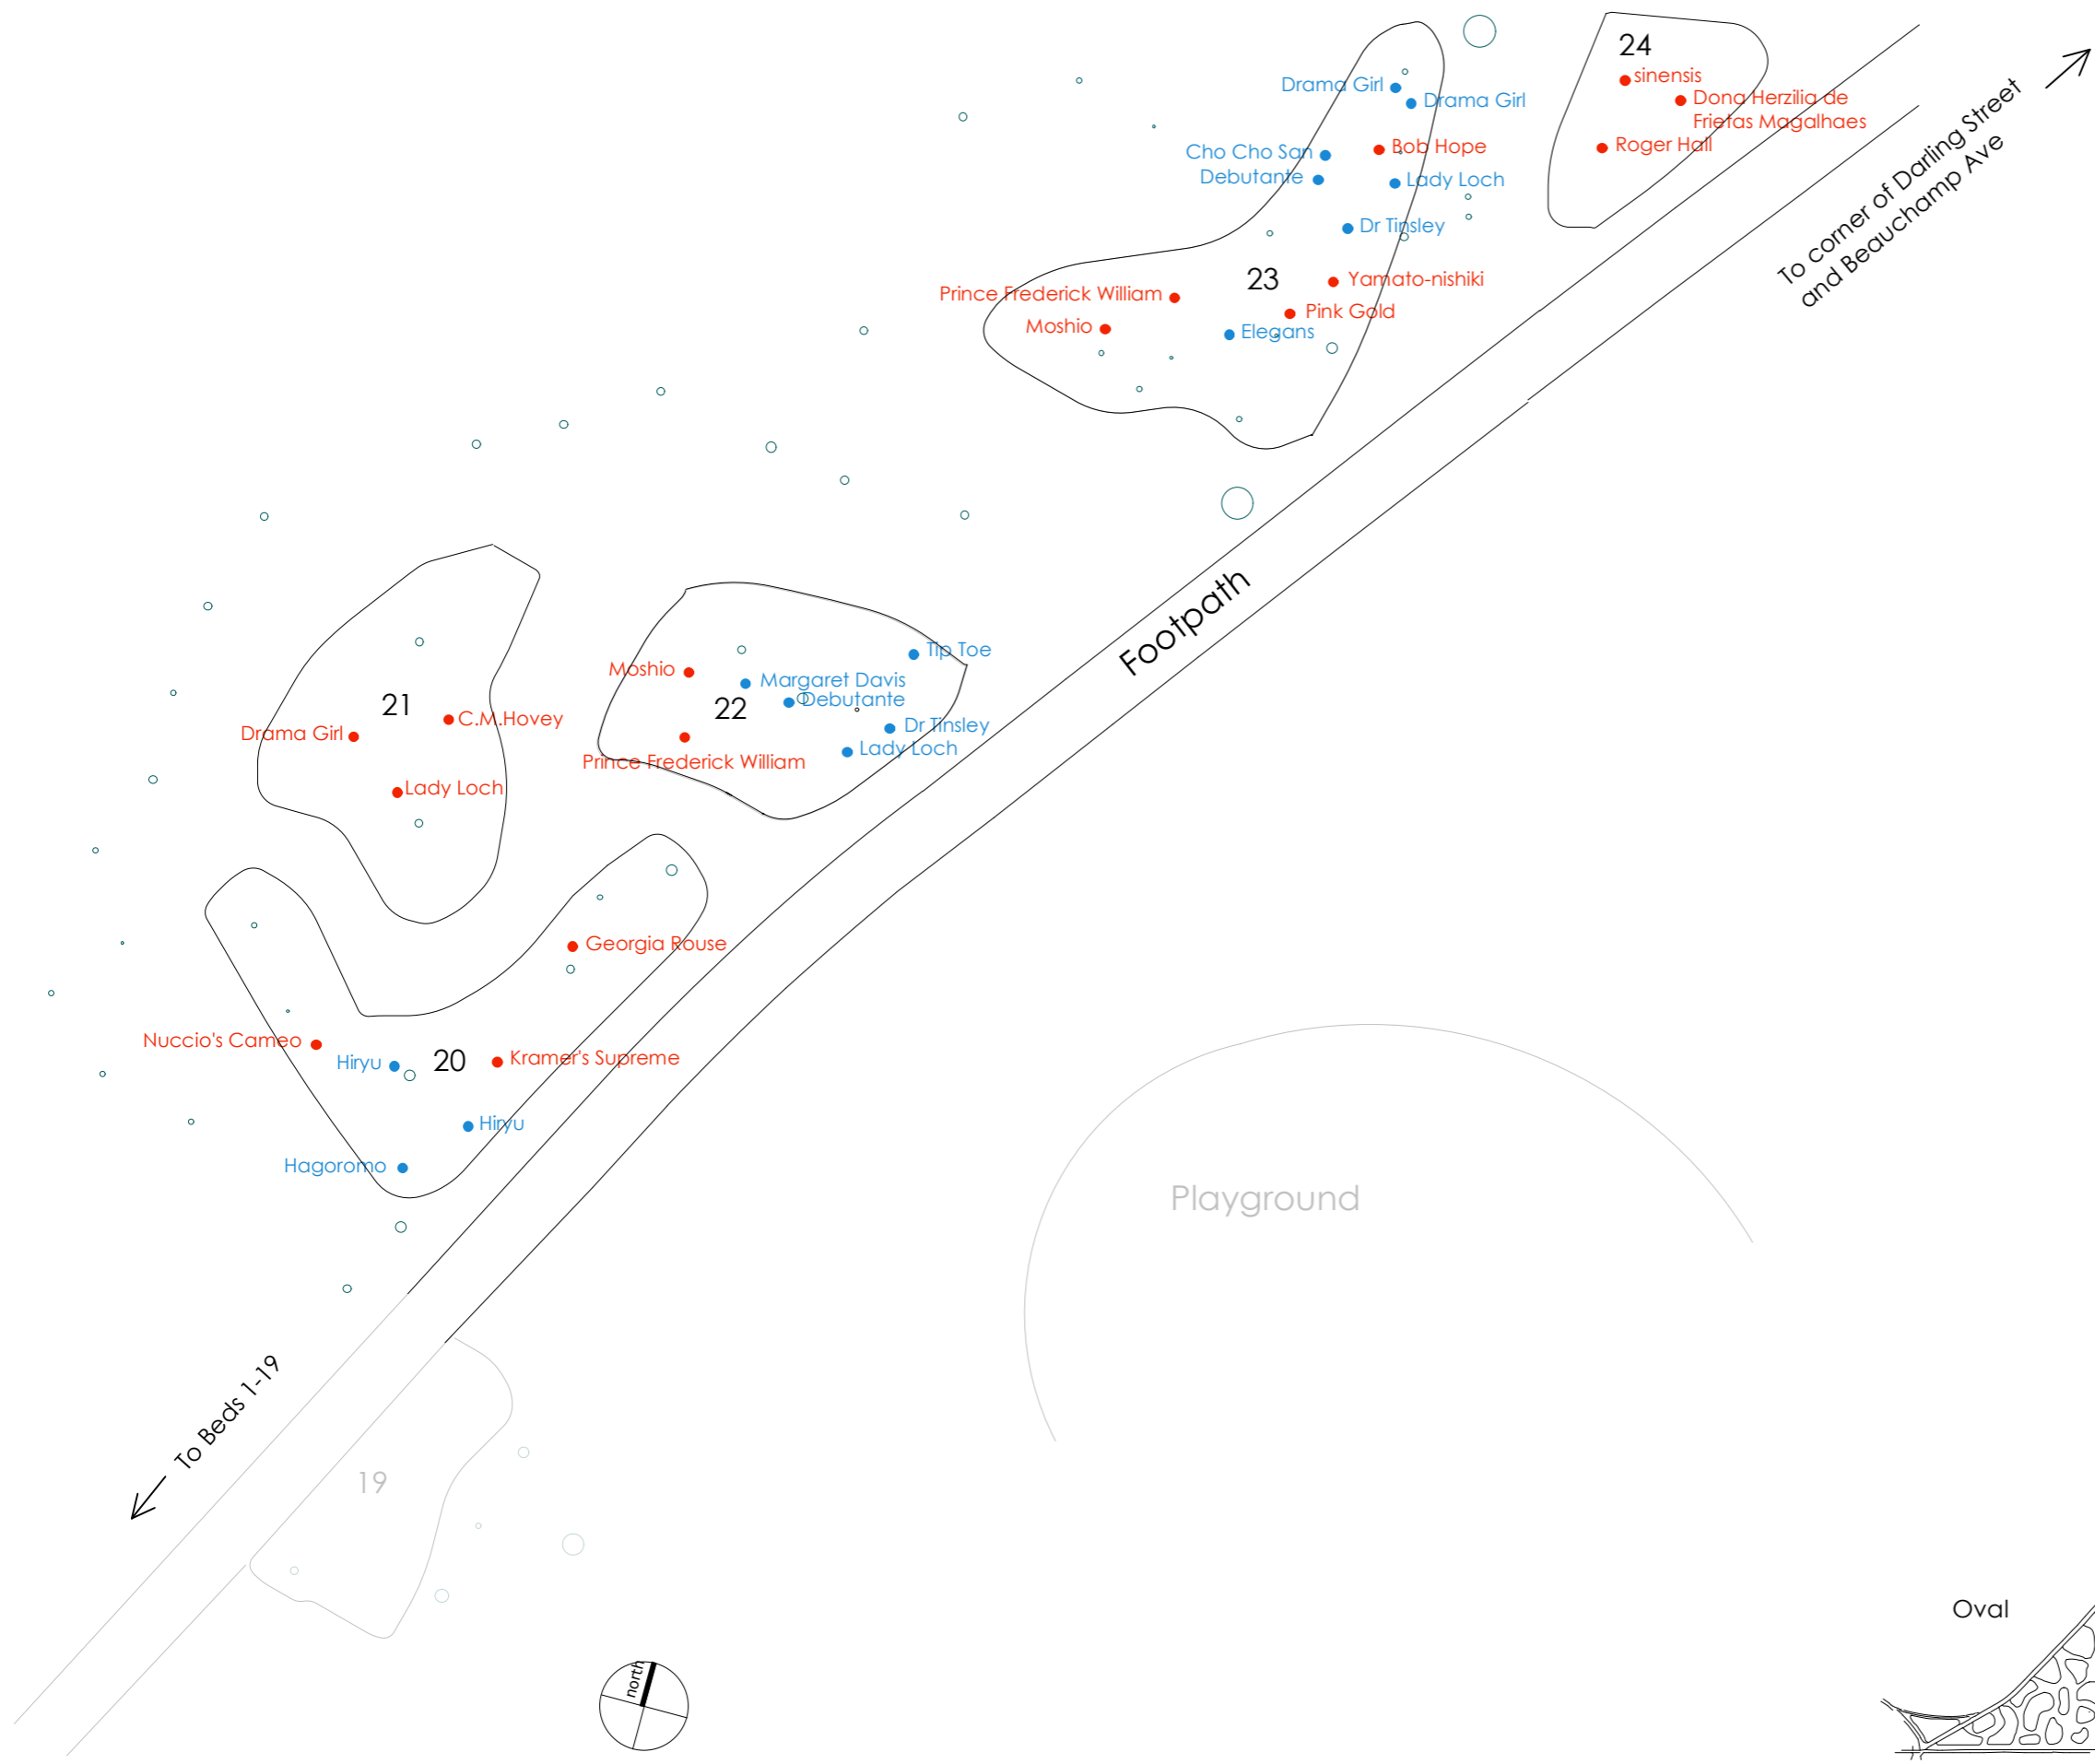 24
sinensis
Dona Herzilia de
Frietas Magalhaes
Roger Hall
Drama Girl
Drama Girl
Cho Cho San
Bob Hope
Debutante
Lady Loch
Dr Tinsley
23
Yamato-nishiki
Prince Frederick William
Pink Gold
Moshio
Elegans
To corner of Darling Street
and Beauchamp Ave
Footpath
Tip Toe
Moshio
Margaret Davis
Debutante
22
Dr Tinsley
Lady Loch
Prince Frederick William
21
C.M.Hovey
Drama Girl
Lady Loch
Georgia Rouse
Nuccio's Cameo
Hiryu
20
Kramer's Supreme
Hiryu
Hagoromo
Playground
To Beds 1-19
19
north
Oval